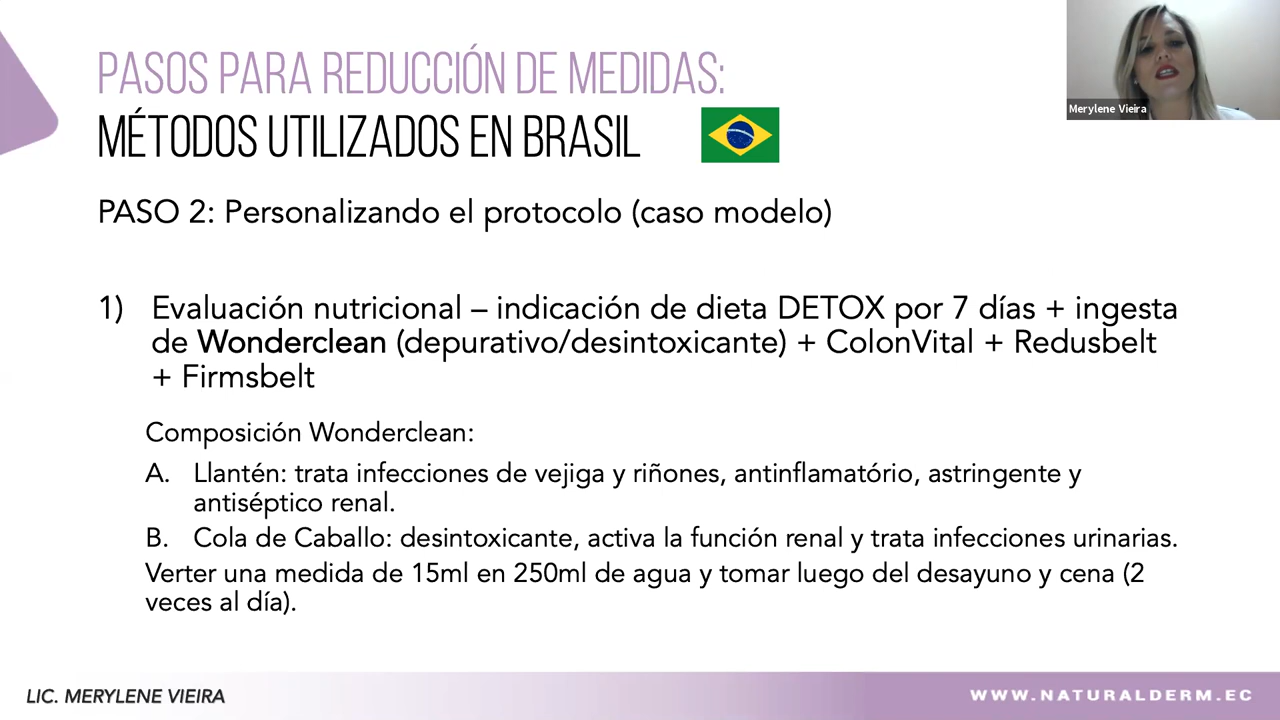 PASOS PARA REDUCCIÓN DE MEDIDAS:
MÉTODOS UTILIZADOS EN BRASIL
Merylene Vieira
PASO 2: Personalizando el protocolo (caso modelo)
1) Evaluación nutricional – indicación de dieta DETOX por 7 días + ingesta
de Wonderclean (depurativo/desintoxicante) + ColonVital + Redusbelt
+ Firmsbelt
Composición Wonderclean:
A. Llantén: trata infecciones de vejiga y riñones, antinflamatório, astringente y
antiséptico renal.
B. Cola de Caballo: desintoxicante, activa la función renal y trata infecciones urinarias.
Verter una medida de 15ml en 250ml de agua y tomar luego del desayuno y cena (2
veces al día).
LIC. MERYLENE VIEIRA
WWW.NATURALDERM.EC